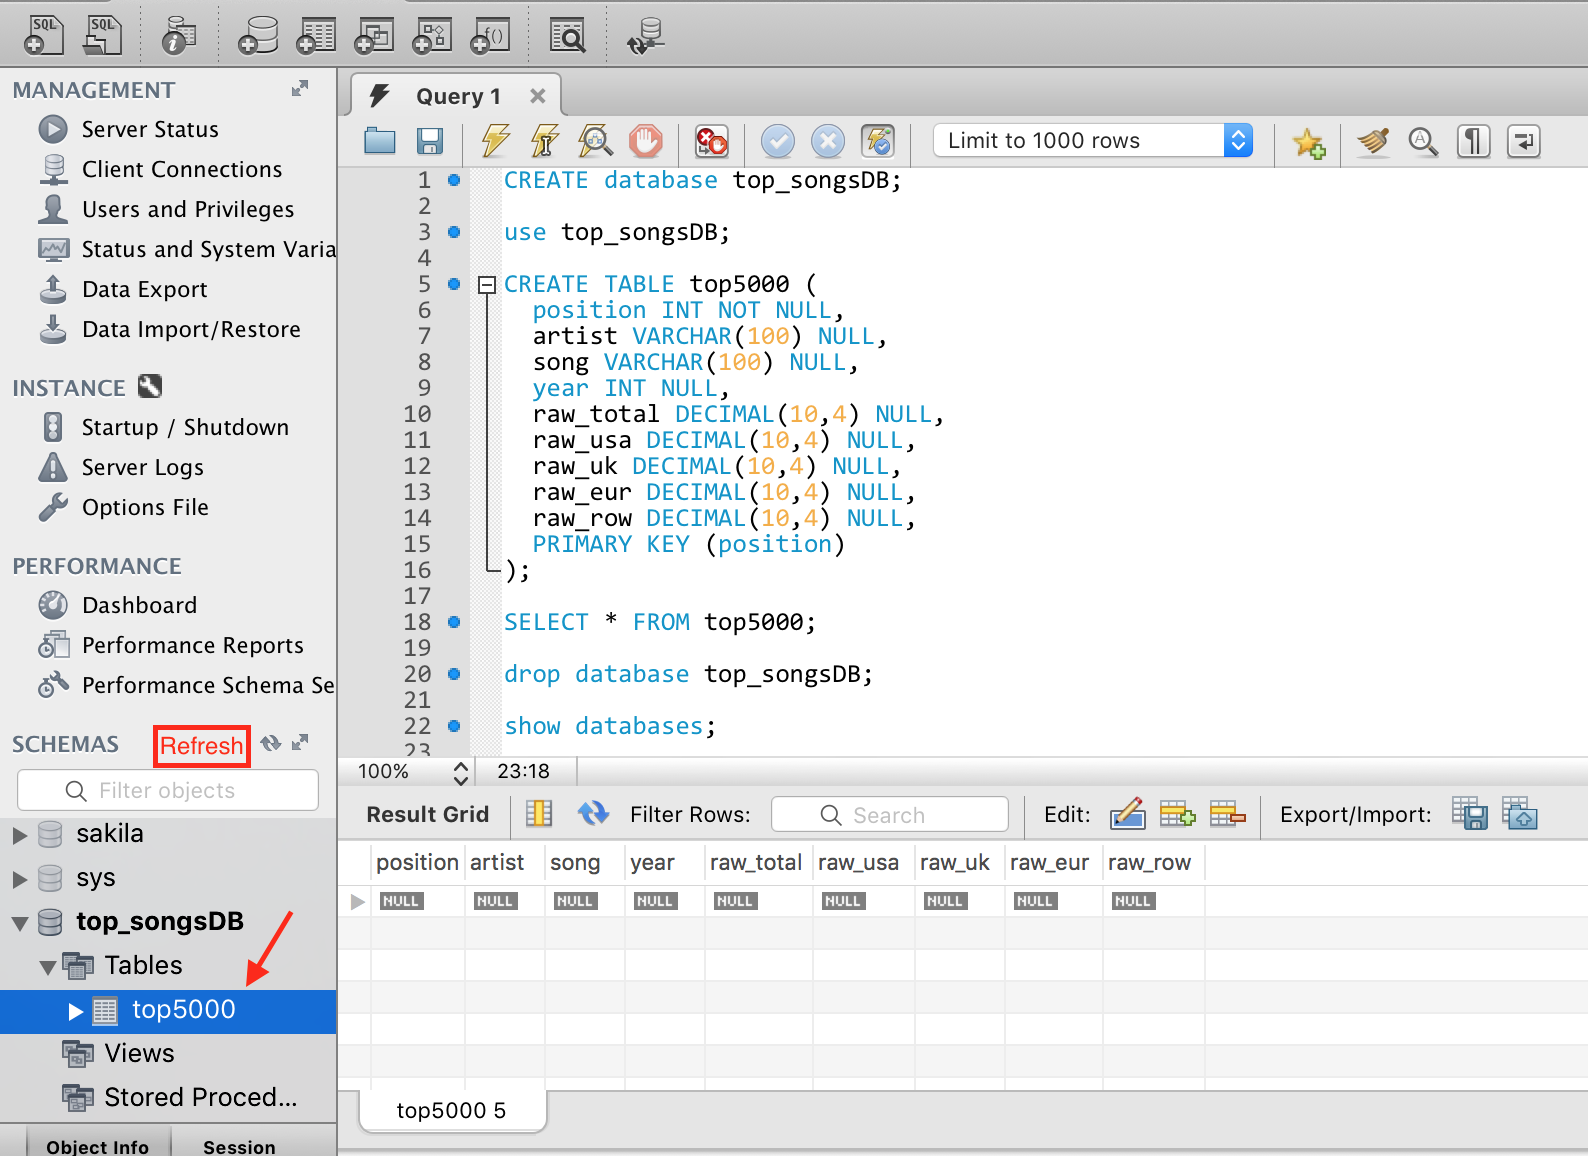 SQL SQL f()
MANAGEMENT
Server Status
Client Connections
Users and Privileges
Status and System Varia
Data Export
Data Import/Restore
INSTANCE
Startup / Shutdown
Server Logs
Options File
PERFORMANCE
Dashboard
Performance Reports
Performance Schema Se
SCHEMAS Refresh
Filter objects
sakila
sys
top_songsDB
Tables
top5000
Views
Stored Proced...
Object Info Session
Query 1
Limit to 1000 rows
1 CREATE database top_songsDB;
2
3 use top_songsDB;
4
5 CREATE TABLE top5000 (
6 position INT NOT NULL,
7 artist VARCHAR(100) NULL,
8 song VARCHAR(100) NULL,
9 year INT NULL,
10 raw_total DECIMAL(10,4) NULL,
11 raw_usa DECIMAL(10,4) NULL,
12 raw_uk DECIMAL(10,4) NULL,
13 raw_eur DECIMAL(10,4) NULL,
14 raw_row DECIMAL(10,4) NULL,
15 PRIMARY KEY (position)
16 );
17
18 SELECT * FROM top5000;
19
20 drop database top_songsDB;
21
22 show databases;
23
100% 23:18
Result Grid Filter Rows: Search Edit: Export/Import:
position artist song year raw_total raw_usa raw_uk raw_eur raw_row
NULL NULL NULL NULL NULL NULL NULL NULL NULL
top5000 5